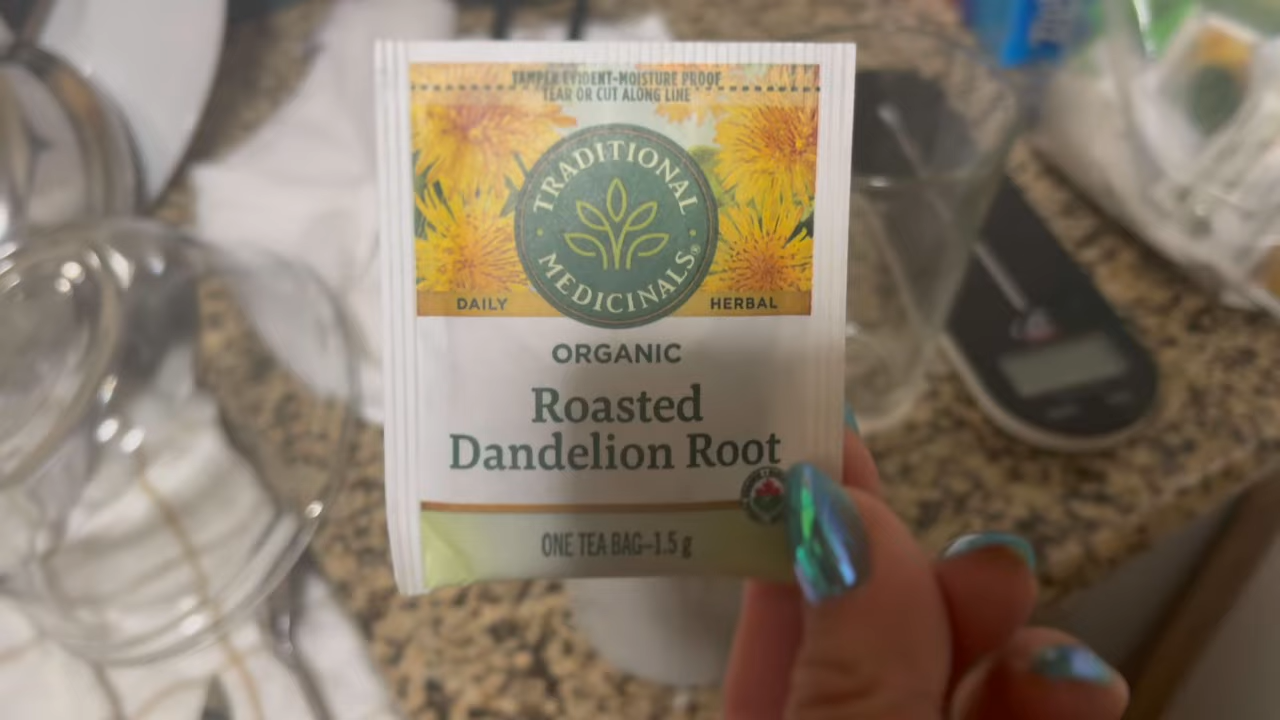 TAMPER EVIDENT-MOISTURE PROOF
TEAR OR CUT ALONG LINE
TRADITIONAL
MEDICINALS®
DAILY
HERBAL
ORGANIC
Roasted
Dandelion Root
ONE TEA BAG–1.5 g